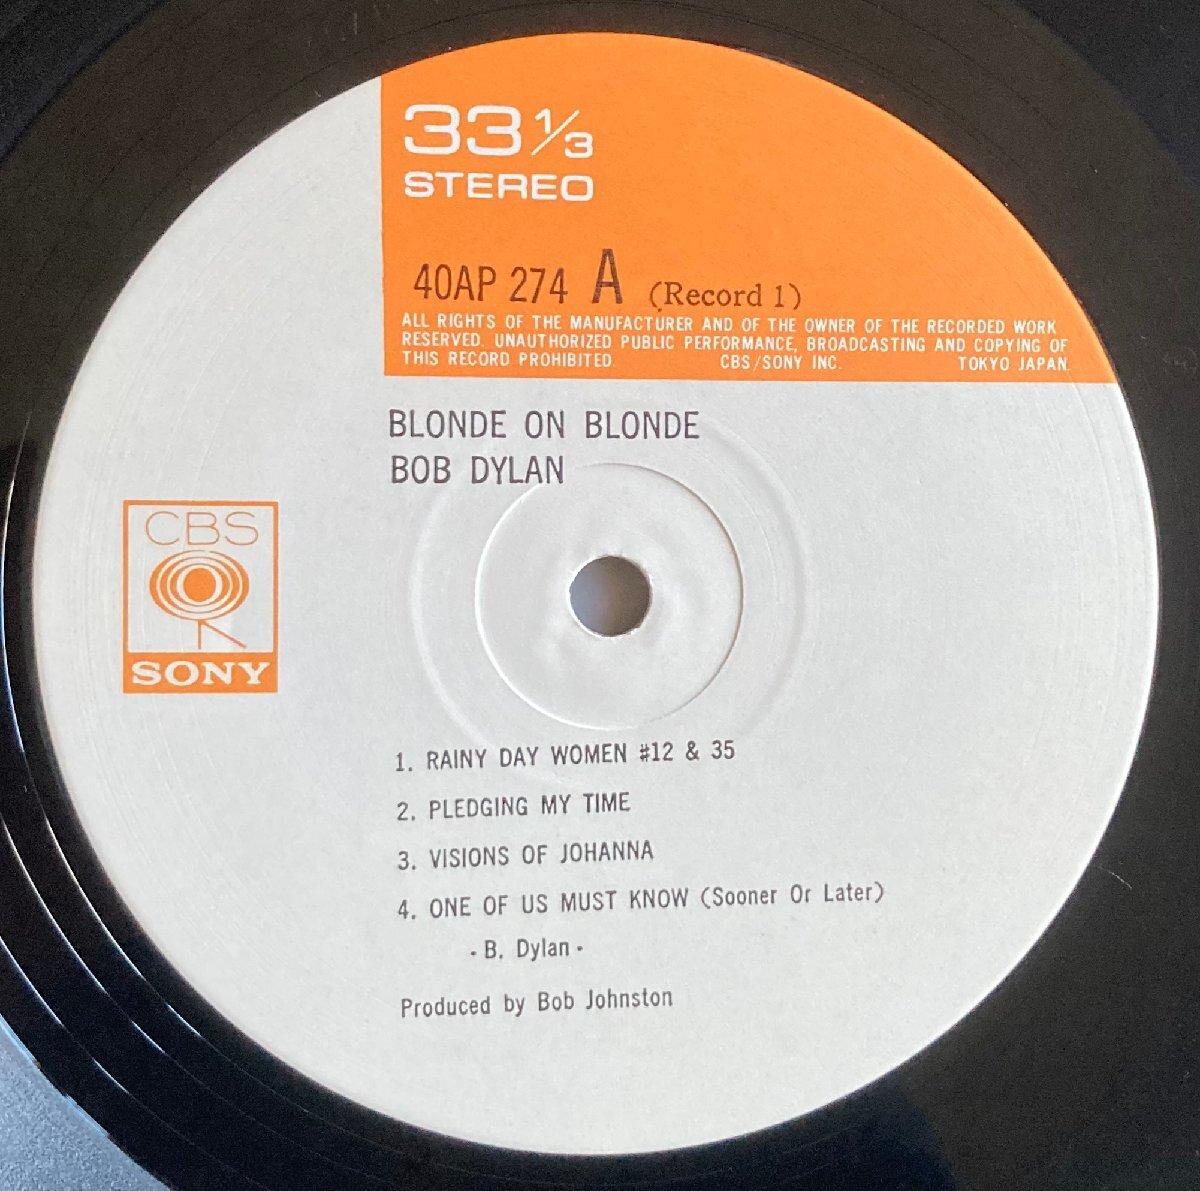 33 1/3
STEREO
40AP 274 A (Record 1)
ALL RIGHTS OF THE MANUFACTURER AND OF THE OWNER OF THE RECORDED WORK
RESERVED. UNAUTHORIZED PUBLIC PERFORMANCE, BROADCASTING AND COPYING OF
THIS RECORD PROHIBITED. CBS/SONY INC. TOKYO JAPAN.
BLONDE ON BLONDE
BOB DYLAN
CBS
SONY
1. RAINY DAY WOMEN #12 & 35
2. PLEDGING MY TIME
3. VISIONS OF JOHANNA
4. ONE OF US MUST KNOW (Sooner Or Later)
- B. Dylan -
Produced by Bob Johnston